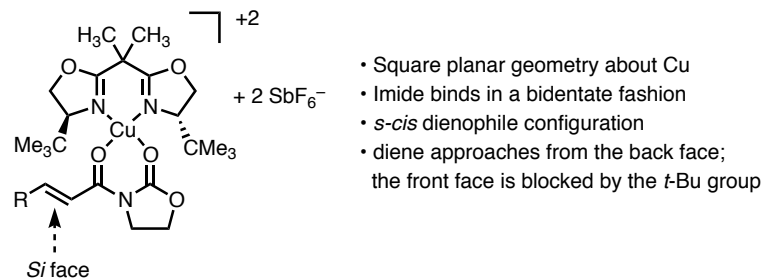 +2
H₃C CH₃
O O
N N
Cu
Me₃C CMe₃
O O
R N O
Si face
+ 2 SbF₆⁻
• Square planar geometry about Cu
• Imide binds in a bidentate fashion
• s-cis dienophile configuration
• diene approaches from the back face;
the front face is blocked by the t-Bu group